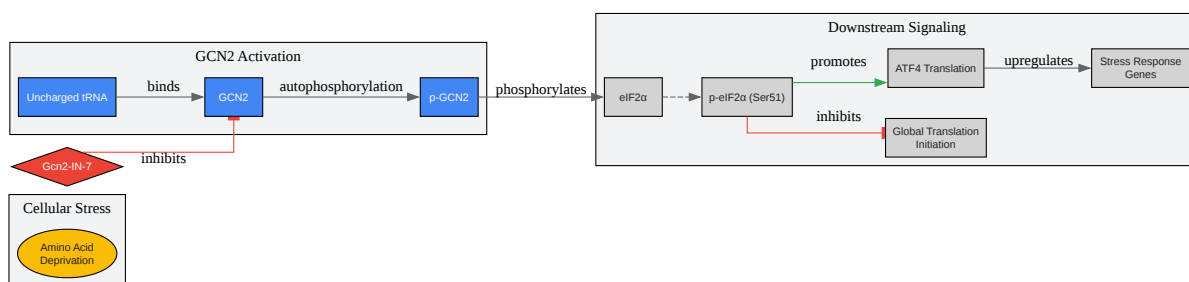 Downstream Signaling
GCN2 Activation
Uncharged tRNA
binds
GCN2
autophosphorylation
p-GCN2
phosphorylates
eIF2α
p-eIF2α (Ser51)
promotes
ATF4 Translation
upregulates
Stress Response
Genes
inhibits
Global Translation
Initiation
Gcn2-IN-7
inhibits
Cellular Stress
Amino Acid
Deprivation